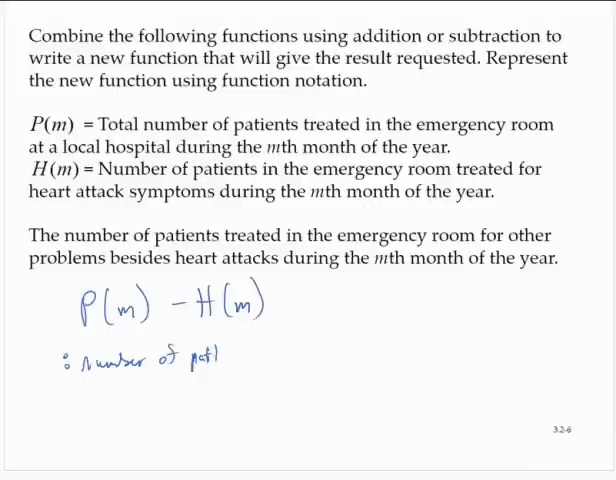 Combine the following functions using addition or subtraction to
write a new function that will give the result requested. Represent
the new function using function notation.
P(m) = Total number of patients treated in the emergency room
at a local hospital during the mth month of the year.
H(m) = Number of patients in the emergency room treated for
heart attack symptoms during the mth month of the year.
The number of patients treated in the emergency room for other
problems besides heart attacks during the mth month of the year.
P(m) - H(m)
: Number of pati
3.2-6